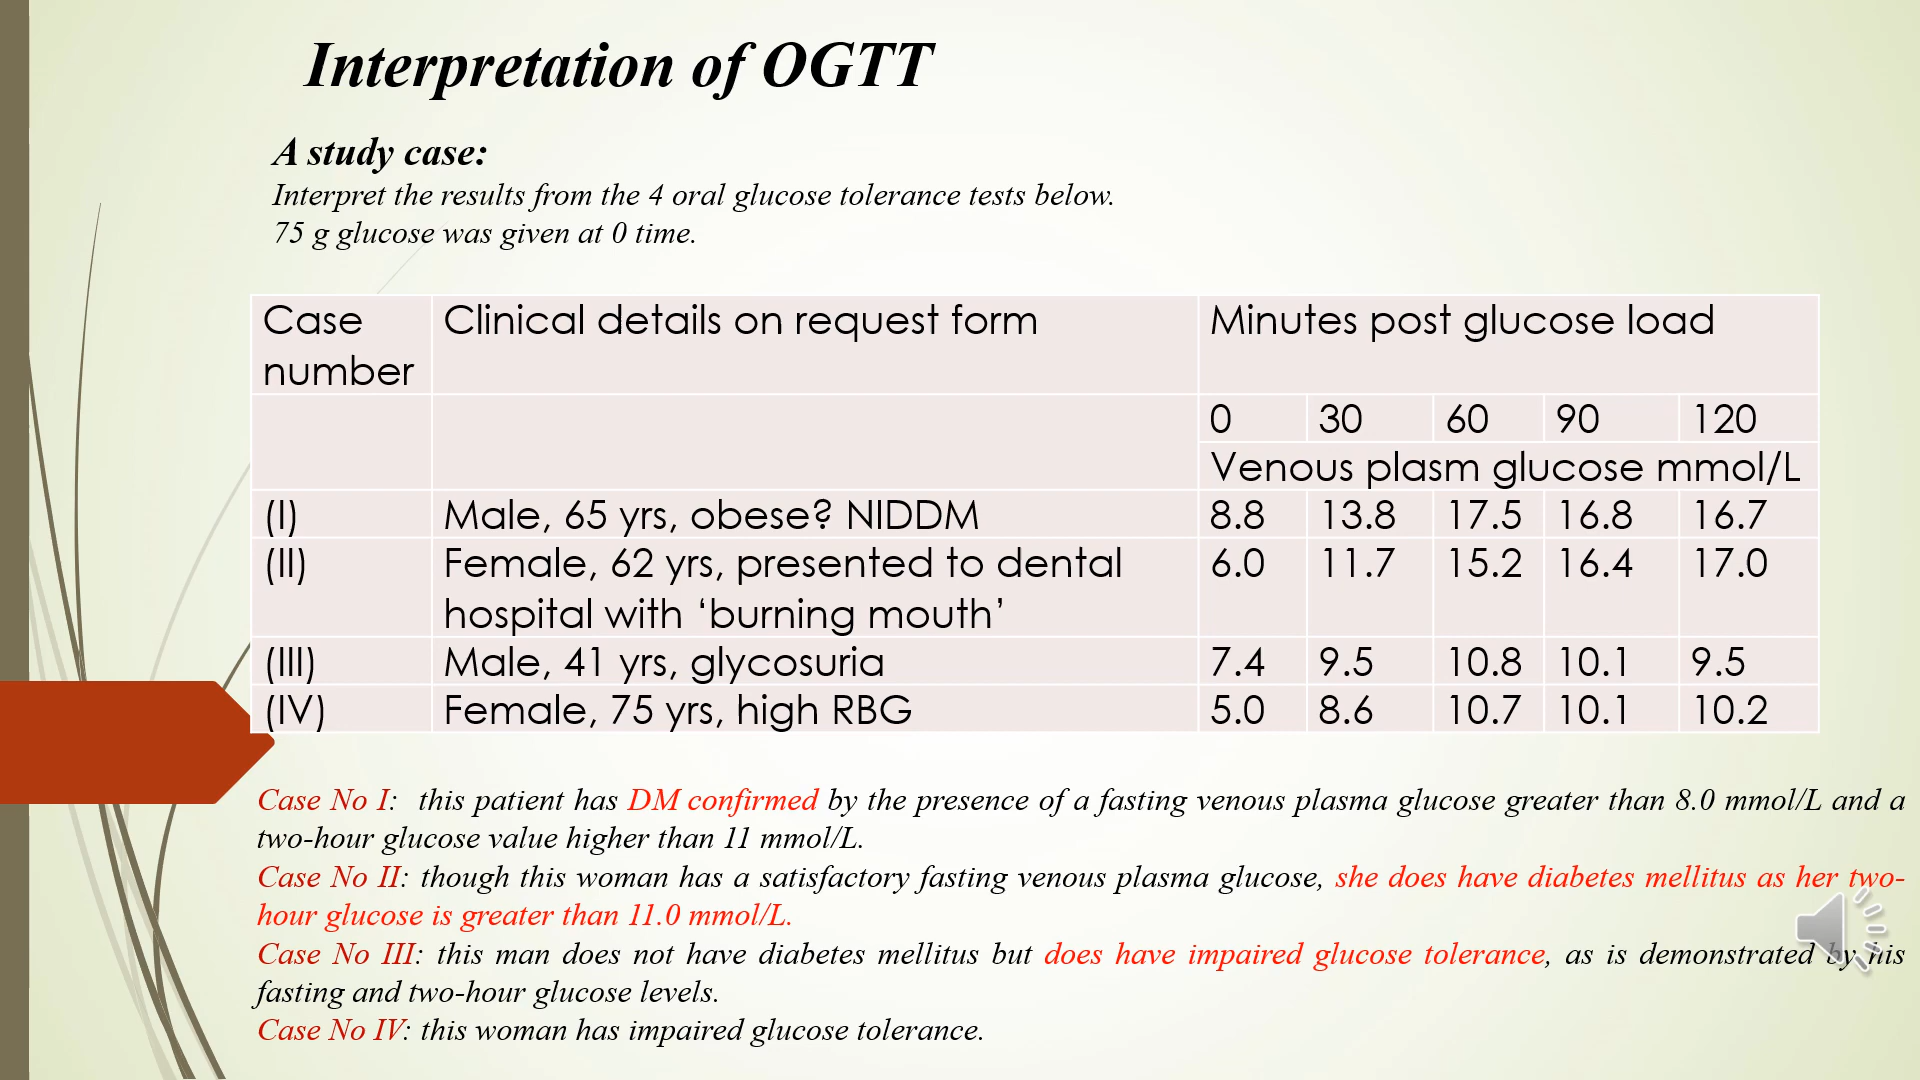 Interpretation of OGTT
A study case:
Interpret the results from the 4 oral glucose tolerance tests below.
75 g glucose was given at 0 time.
Case number Clinical details on request form Minutes post glucose load
0 30 60 90 120
Venous plasm glucose mmol/L
(I) Male, 65 yrs, obese? NIDDM 8.8 13.8 17.5 16.8 16.7
(II) Female, 62 yrs, presented to dental 6.0 11.7 15.2 16.4 17.0
hospital with ‘burning mouth’
(III) Male, 41 yrs, glycosuria 7.4 9.5 10.8 10.1 9.5
(IV) Female, 75 yrs, high RBG 5.0 8.6 10.7 10.1 10.2
Case No I: this patient has DM confirmed by the presence of a fasting venous plasma glucose greater than 8.0 mmol/L and a
two-hour glucose value higher than 11 mmol/L.
Case No II: though this woman has a satisfactory fasting venous plasma glucose, she does have diabetes mellitus as her two-
hour glucose is greater than 11.0 mmol/L.
Case No III: this man does not have diabetes mellitus but does have impaired glucose tolerance, as is demonstrated by his
fasting and two-hour glucose levels.
Case No IV: this woman has impaired glucose tolerance.